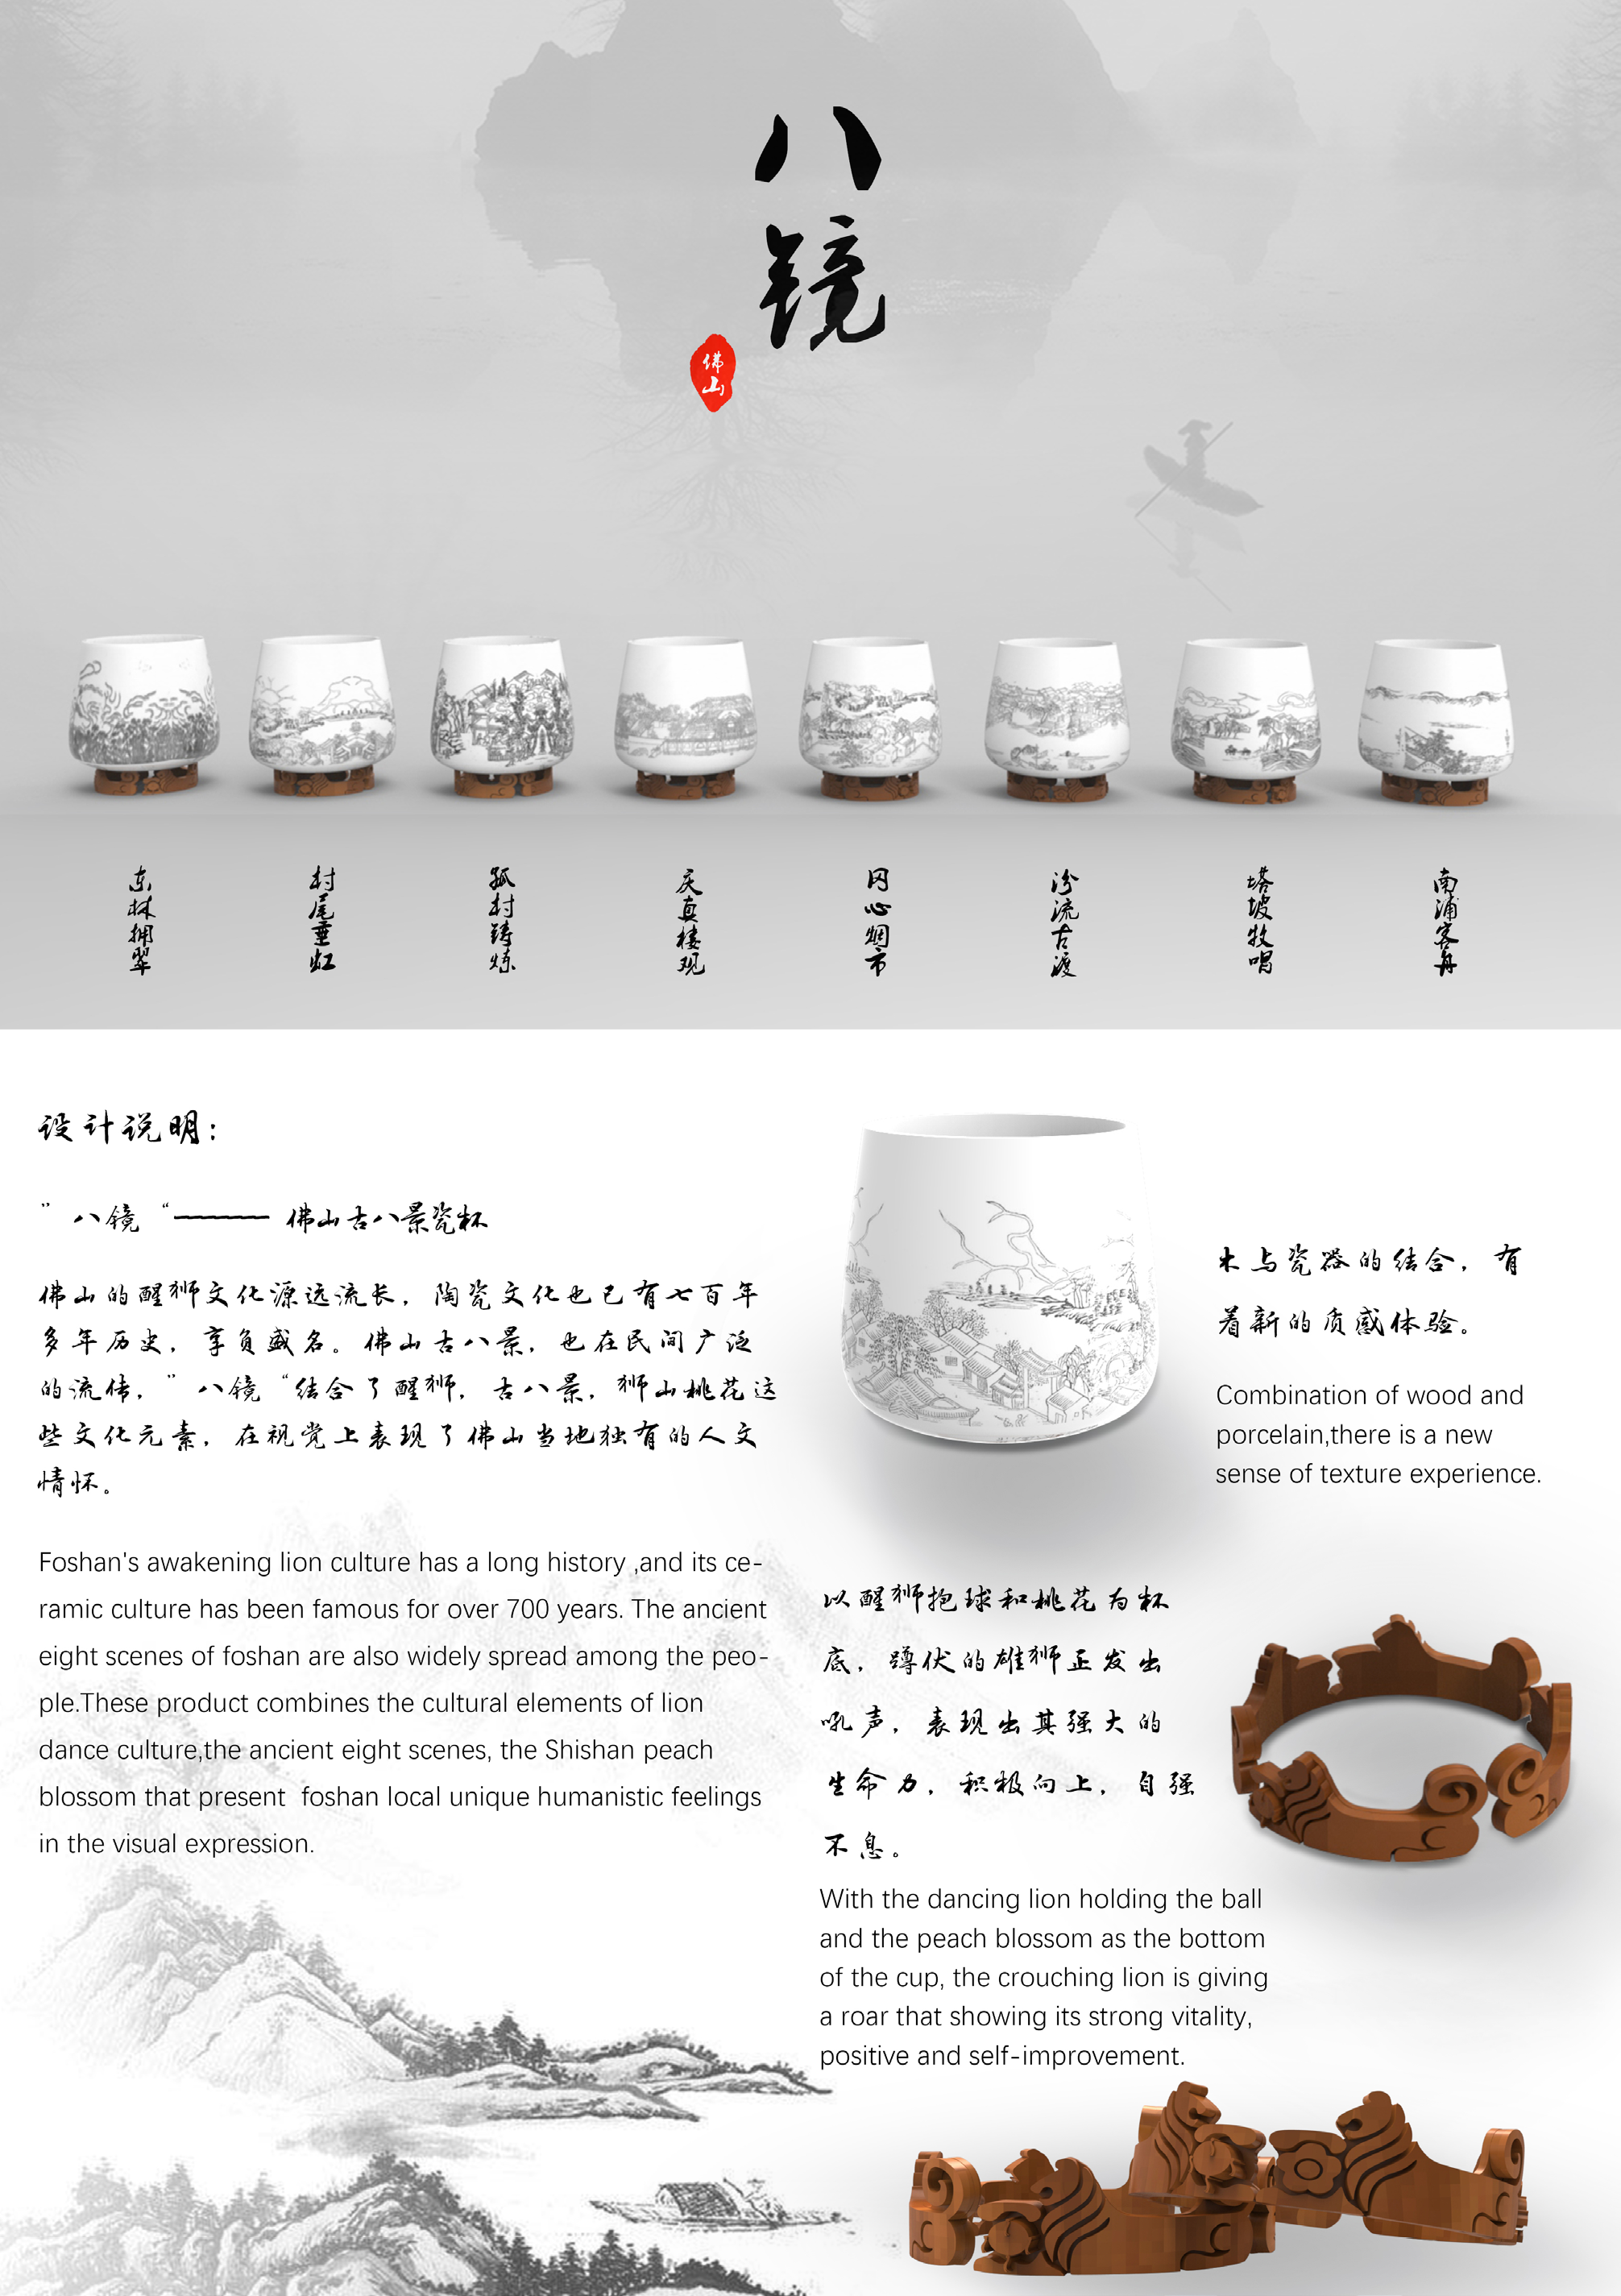 八镜
佛山
东林拥翠
村尾垂虹
孤村铸炼
庆真楼观
冈心烟市
汾流古渡
塔坡牧唱
南浦客舟
设计说明：
”八镜“——— 佛山古八景瓷杯
佛山的醒狮文化源远流长，陶瓷文化也已有七百年
多年历史，享负盛名。佛山古八景，也在民间广泛
的流传，”八镜“结合了醒狮，古八景，狮山桃花这
些文化元素，在视觉上表现了佛山当地独有的人文
情怀。
Foshan's awakening lion culture has a long history ,and its ce-
ramic culture has been famous for over 700 years. The ancient
eight scenes of foshan are also widely spread among the peo-
ple.These product combines the cultural elements of lion
dance culture,the ancient eight scenes, the Shishan peach
blossom that present  foshan local unique humanistic feelings
in the visual expression.
木与瓷器的结合，有
着新的质感体验。
Combination of wood and
porcelain,there is a new
sense of texture experience.
以醒狮抱球和桃花为杯
底，蹲伏的雄狮正发出
吼声，表现出其强大的
生命力，积极向上，自强
不息。
With the dancing lion holding the ball
and the peach blossom as the bottom
of the cup, the crouching lion is giving
a roar that showing its strong vitality,
positive and self-improvement.